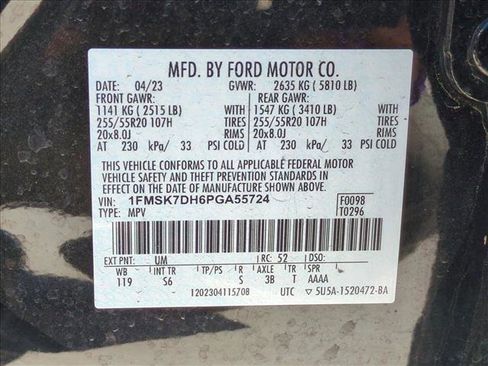 MFD. BY FORD MOTOR CO.
DATE: 04/23 GVWR: 2635 KG ( 5810 LB)
FRONT GAWR: REAR GAWR:
1141 KG ( 2515 LB) WITH 1547 KG ( 3410 LB) WITH
255/55R20 107H TIRES 255/55R20 107H TIRES
20x8.0J RIMS 20x8.0J RIMS
AT 230 kPa/ 33 PSI COLD AT 230 kPa/ 33 PSI COLD
THIS VEHICLE CONFORMS TO ALL APPLICABLE FEDERAL MOTOR
VEHICLE SAFETY AND THEFT PREVENTION STANDARDS
IN EFFECT ON THE DATE OF MANUFACTURE SHOWN ABOVE.
VIN: 1FMSK7DH6PGA55724 F0098
TYPE: MPV T0296
EXT PNT: UM RC: 52 DSO:
WB INT TR TP/PS R AXLE TR SPR
119 S6 S 3B T AAAA
1202304115708 UTC 5U5A-1520472-BA